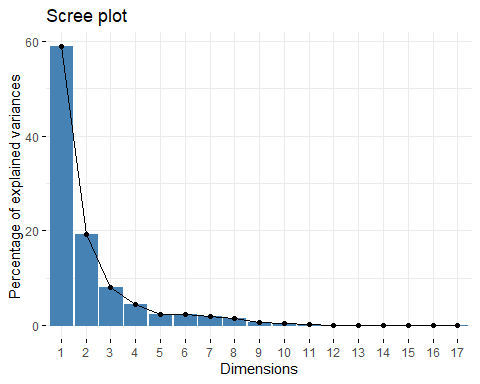 Scree plot
Percentage of explained variances
60
40
20
0
1 2 3 4 5 6 7 8 9 10 11 12 13 14 15 16 17
Dimensions